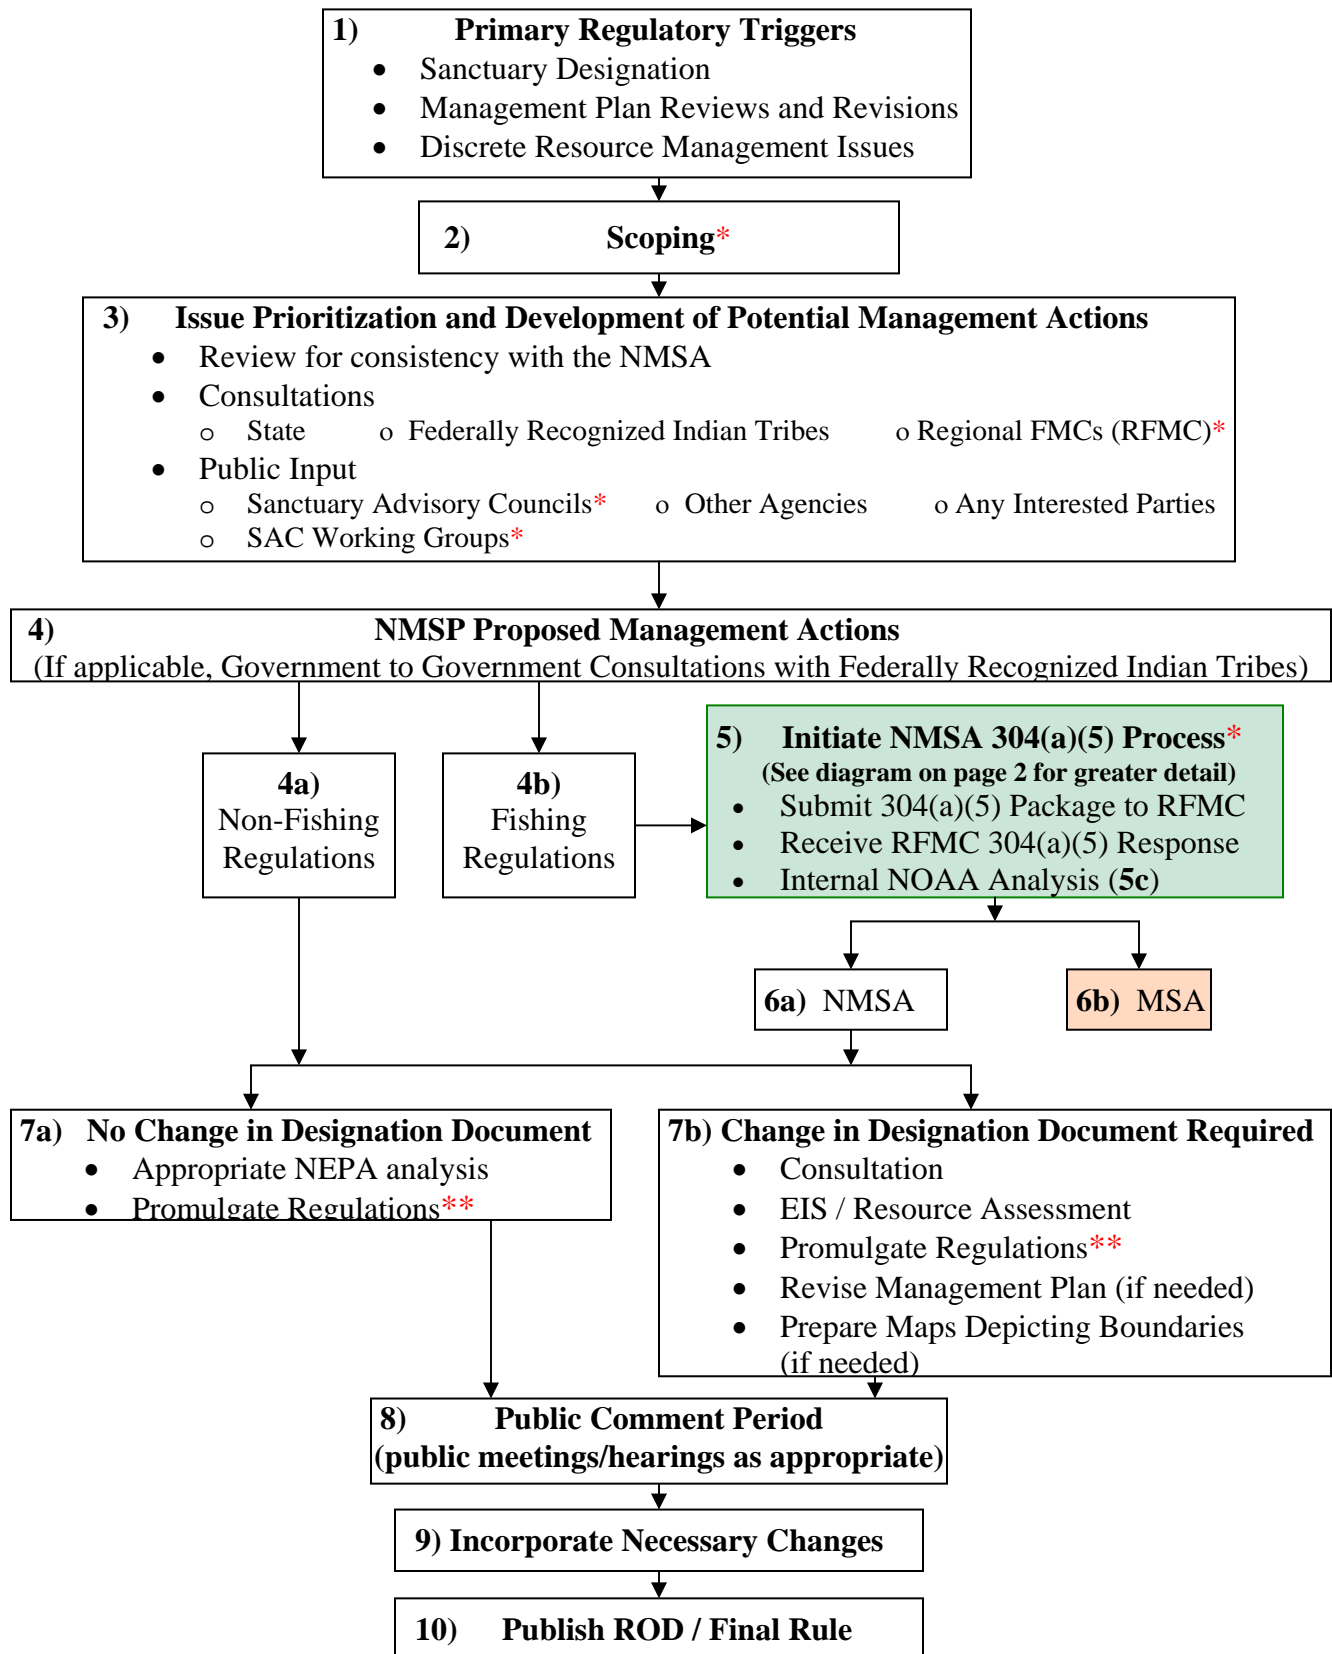 1) Primary Regulatory Triggers
• Sanctuary Designation
• Management Plan Reviews and Revisions
• Discrete Resource Management Issues
2) Scoping*
3) Issue Prioritization and Development of Potential Management Actions
• Review for consistency with the NMSA
• Consultations
o State o Federally Recognized Indian Tribes o Regional FMCs (RFMC)*
• Public Input
o Sanctuary Advisory Councils* o Other Agencies o Any Interested Parties
o SAC Working Groups*
4) NMSP Proposed Management Actions
(If applicable, Government to Government Consultations with Federally Recognized Indian Tribes)
4a)
Non-Fishing
Regulations
4b)
Fishing
Regulations
5) Initiate NMSA 304(a)(5) Process*
(See diagram on page 2 for greater detail)
• Submit 304(a)(5) Package to RFMC
• Receive RFMC 304(a)(5) Response
• Internal NOAA Analysis (5c)
6a) NMSA
6b) MSA
7a) No Change in Designation Document
• Appropriate NEPA analysis
• Promulgate Regulations**
7b) Change in Designation Document Required
• Consultation
• EIS / Resource Assessment
• Promulgate Regulations**
• Revise Management Plan (if needed)
• Prepare Maps Depicting Boundaries
(if needed)
8) Public Comment Period
(public meetings/hearings as appropriate)
9) Incorporate Necessary Changes
10) Publish ROD / Final Rule